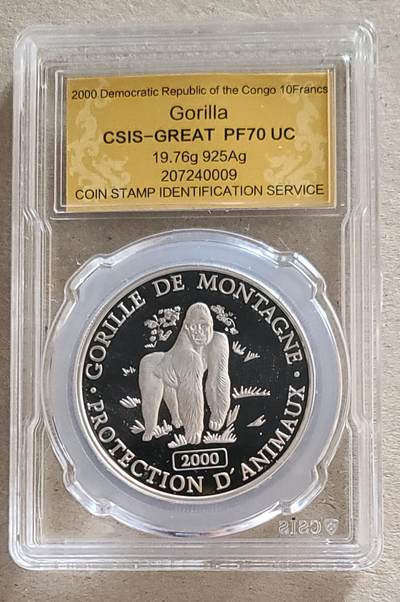 2000 Democratic Republic of the Congo 10Francs
Gorilla
CSIS-GREAT PF70 UC
19.76g 925Ag
207240009
COIN STAMP IDENTIFICATION SERVICE
· GORILLE DE MONTAGNE ·
PROTECTION D'ANIMAUX
2000
csis